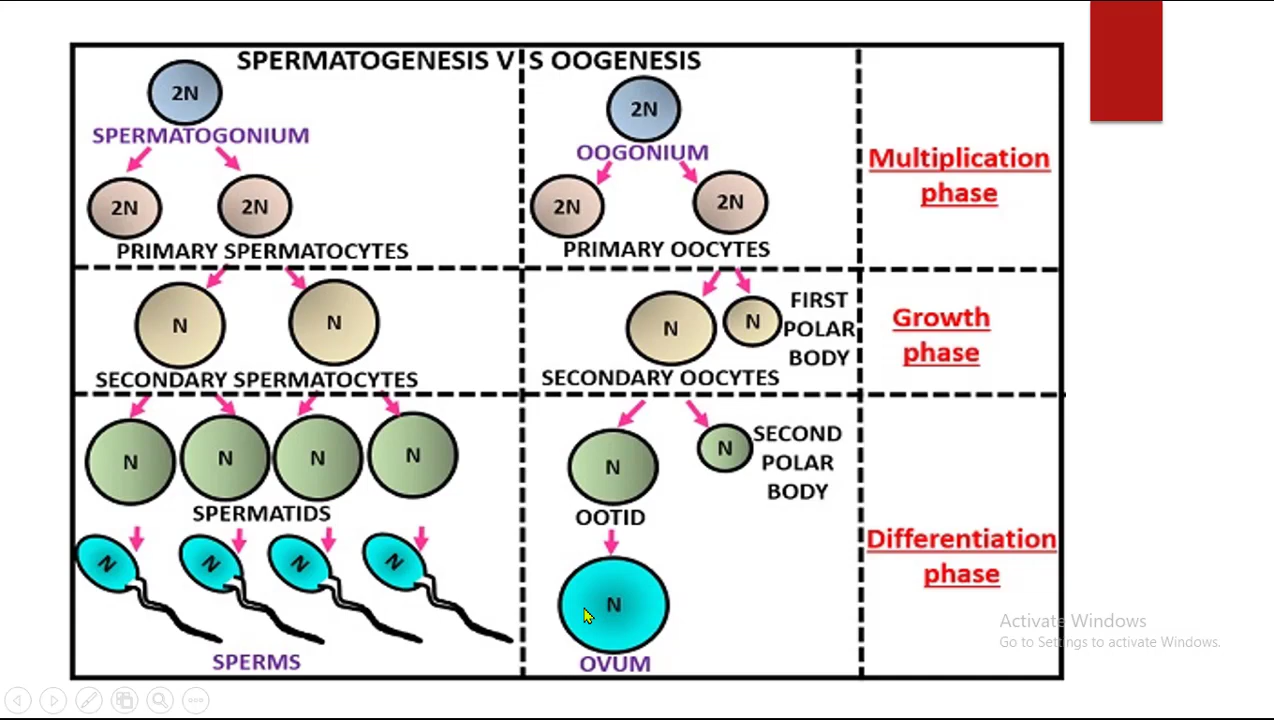 SPERMATOGENESIS V S OOGENESIS
2N
SPERMATOGONIUM
2N 2N
PRIMARY SPERMATOCYTES
N N
SECONDARY SPERMATOCYTES
N N N N
SPERMATIDS
N N N N
SPERMS
2N
OOGONIUM
2N 2N
PRIMARY OOCYTES
N N
FIRST
POLAR
BODY
SECONDARY OOCYTES
N N
SECOND
POLAR
BODY
OOTID
N
OVUM
Multiplication
phase
Growth
phase
Differentiation
phase
Activate Windows
Go to Settings to activate Windows.